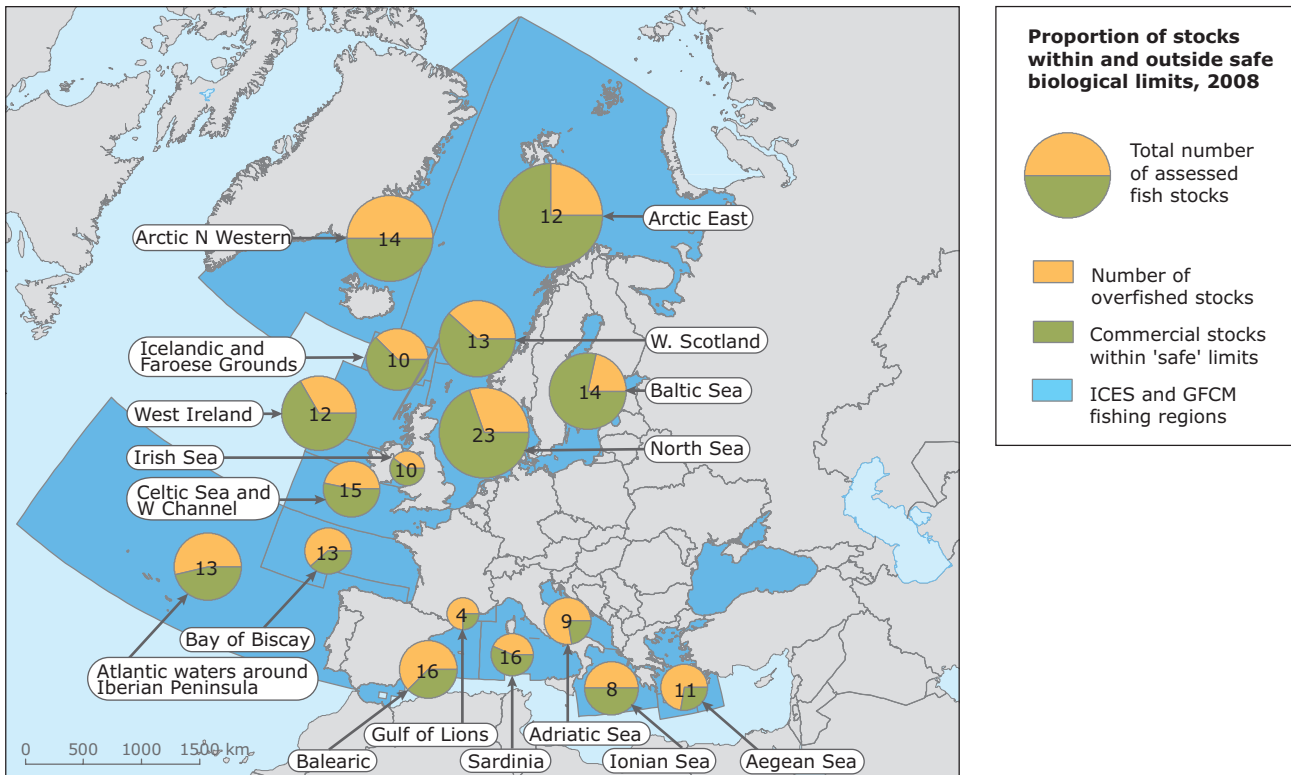 Arctic N Western
14
12
Arctic East
Icelandic and
Faroese Grounds
10
13
W. Scotland
West Ireland
12
14
Baltic Sea
Irish Sea
10
23
North Sea
Celtic Sea and
W Channel
15
13
13
Bay of Biscay
Atlantic waters around
Iberian Peninsula
4
9
16
16
8
11
Gulf of Lions
Adriatic Sea
Balearic
Sardinia
Ionian Sea
Aegean Sea
0 500 1000 1500 km
Proportion of stocks
within and outside safe
biological limits, 2008
Total number
of assessed
fish stocks
Number of
overfished stocks
Commercial stocks
within 'safe' limits
ICES and GFCM
fishing regions